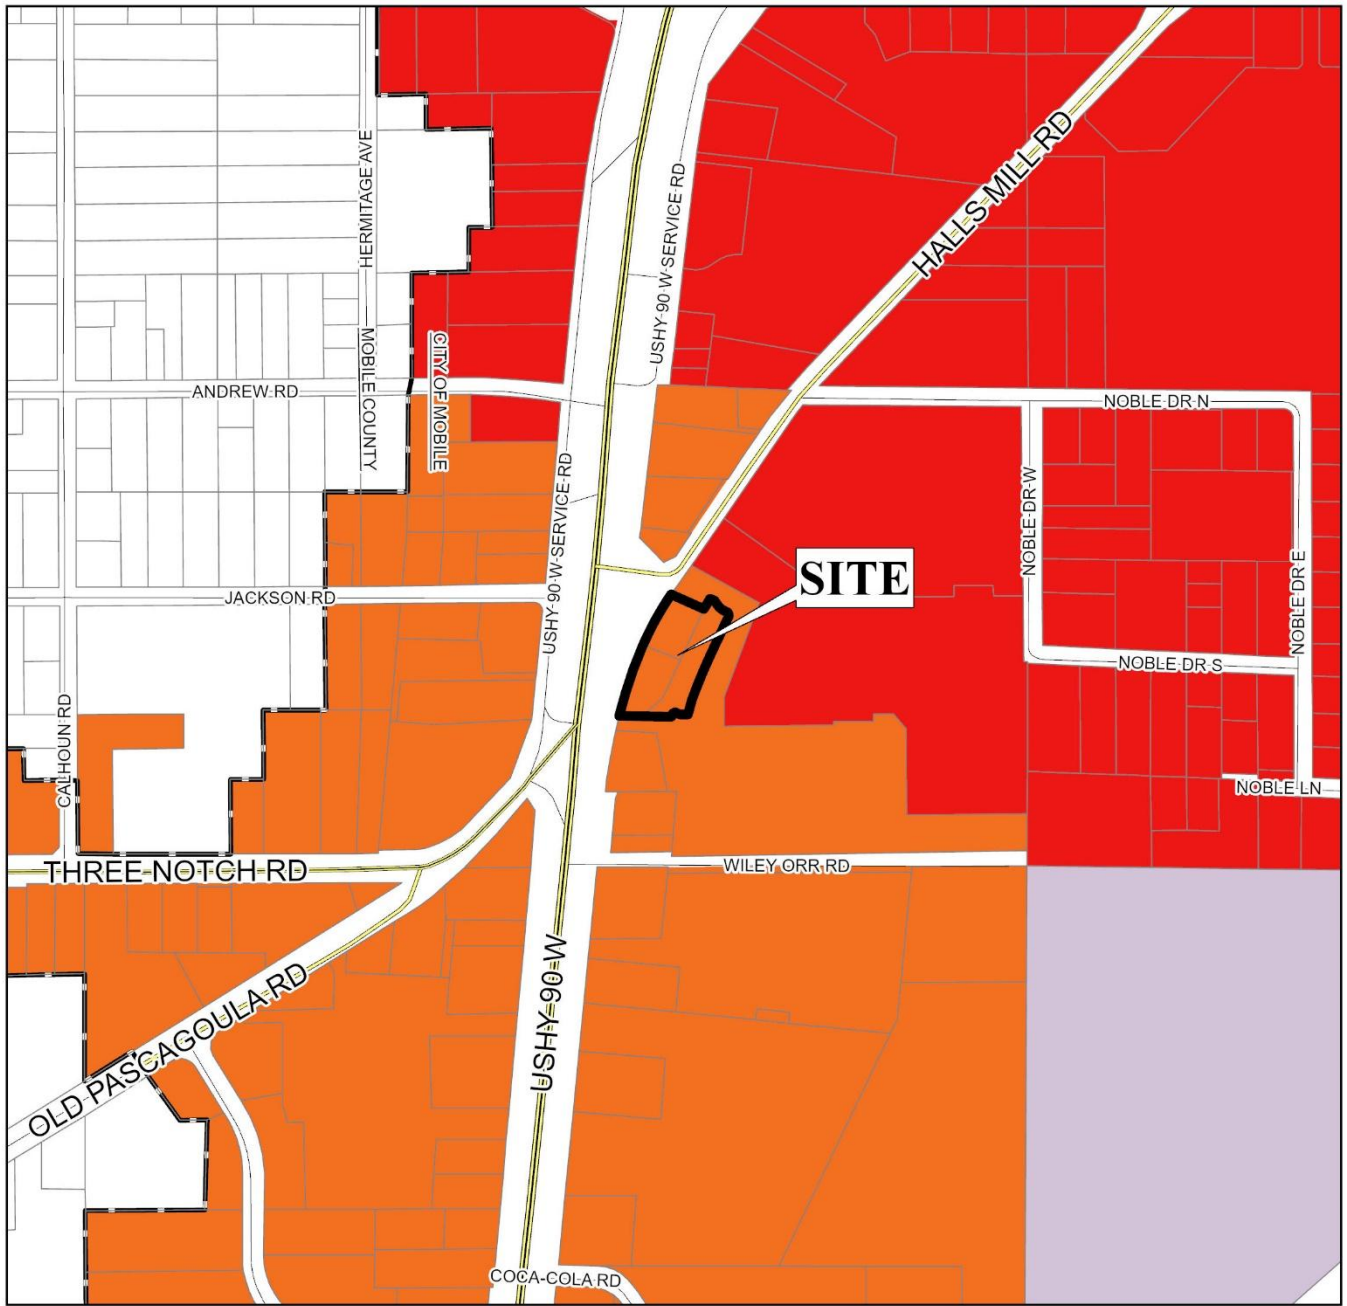 HALLS MILL RD
HERMITAGE AVE
USHY 90 W SERVICE RD
MOBILE COUNTY
CITY OF MOBILE
ANDREW RD
NOBLE DR N
USHY 90 W SERVICE RD
NOBLE DR W
NOBLE DR E
SITE
JACKSON RD
NOBLE DR S
CALHOUN RD
NOBLE LN
THREE NOTCH RD
WILEY ORR RD
OLD PASCAGOULA RD
USHY 90 W
COCA-COLA RD